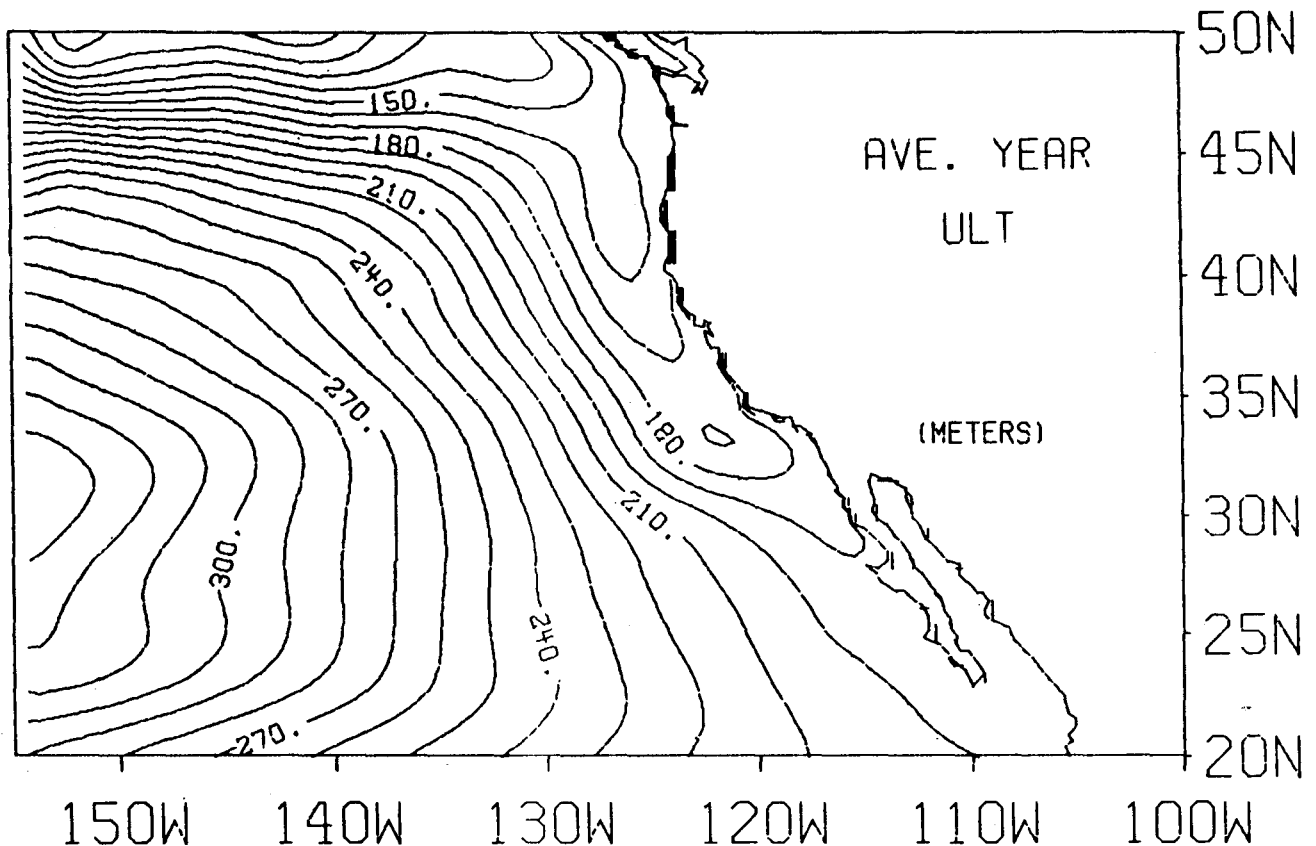 50N
150.
180.
AVE. YEAR
45N
210.
ULT
240.
40N
270.
35N
180.
(METERS)
210.
30N
300.
240.
25N
270.
20N
150W 140W 130W 120W 110W 100W